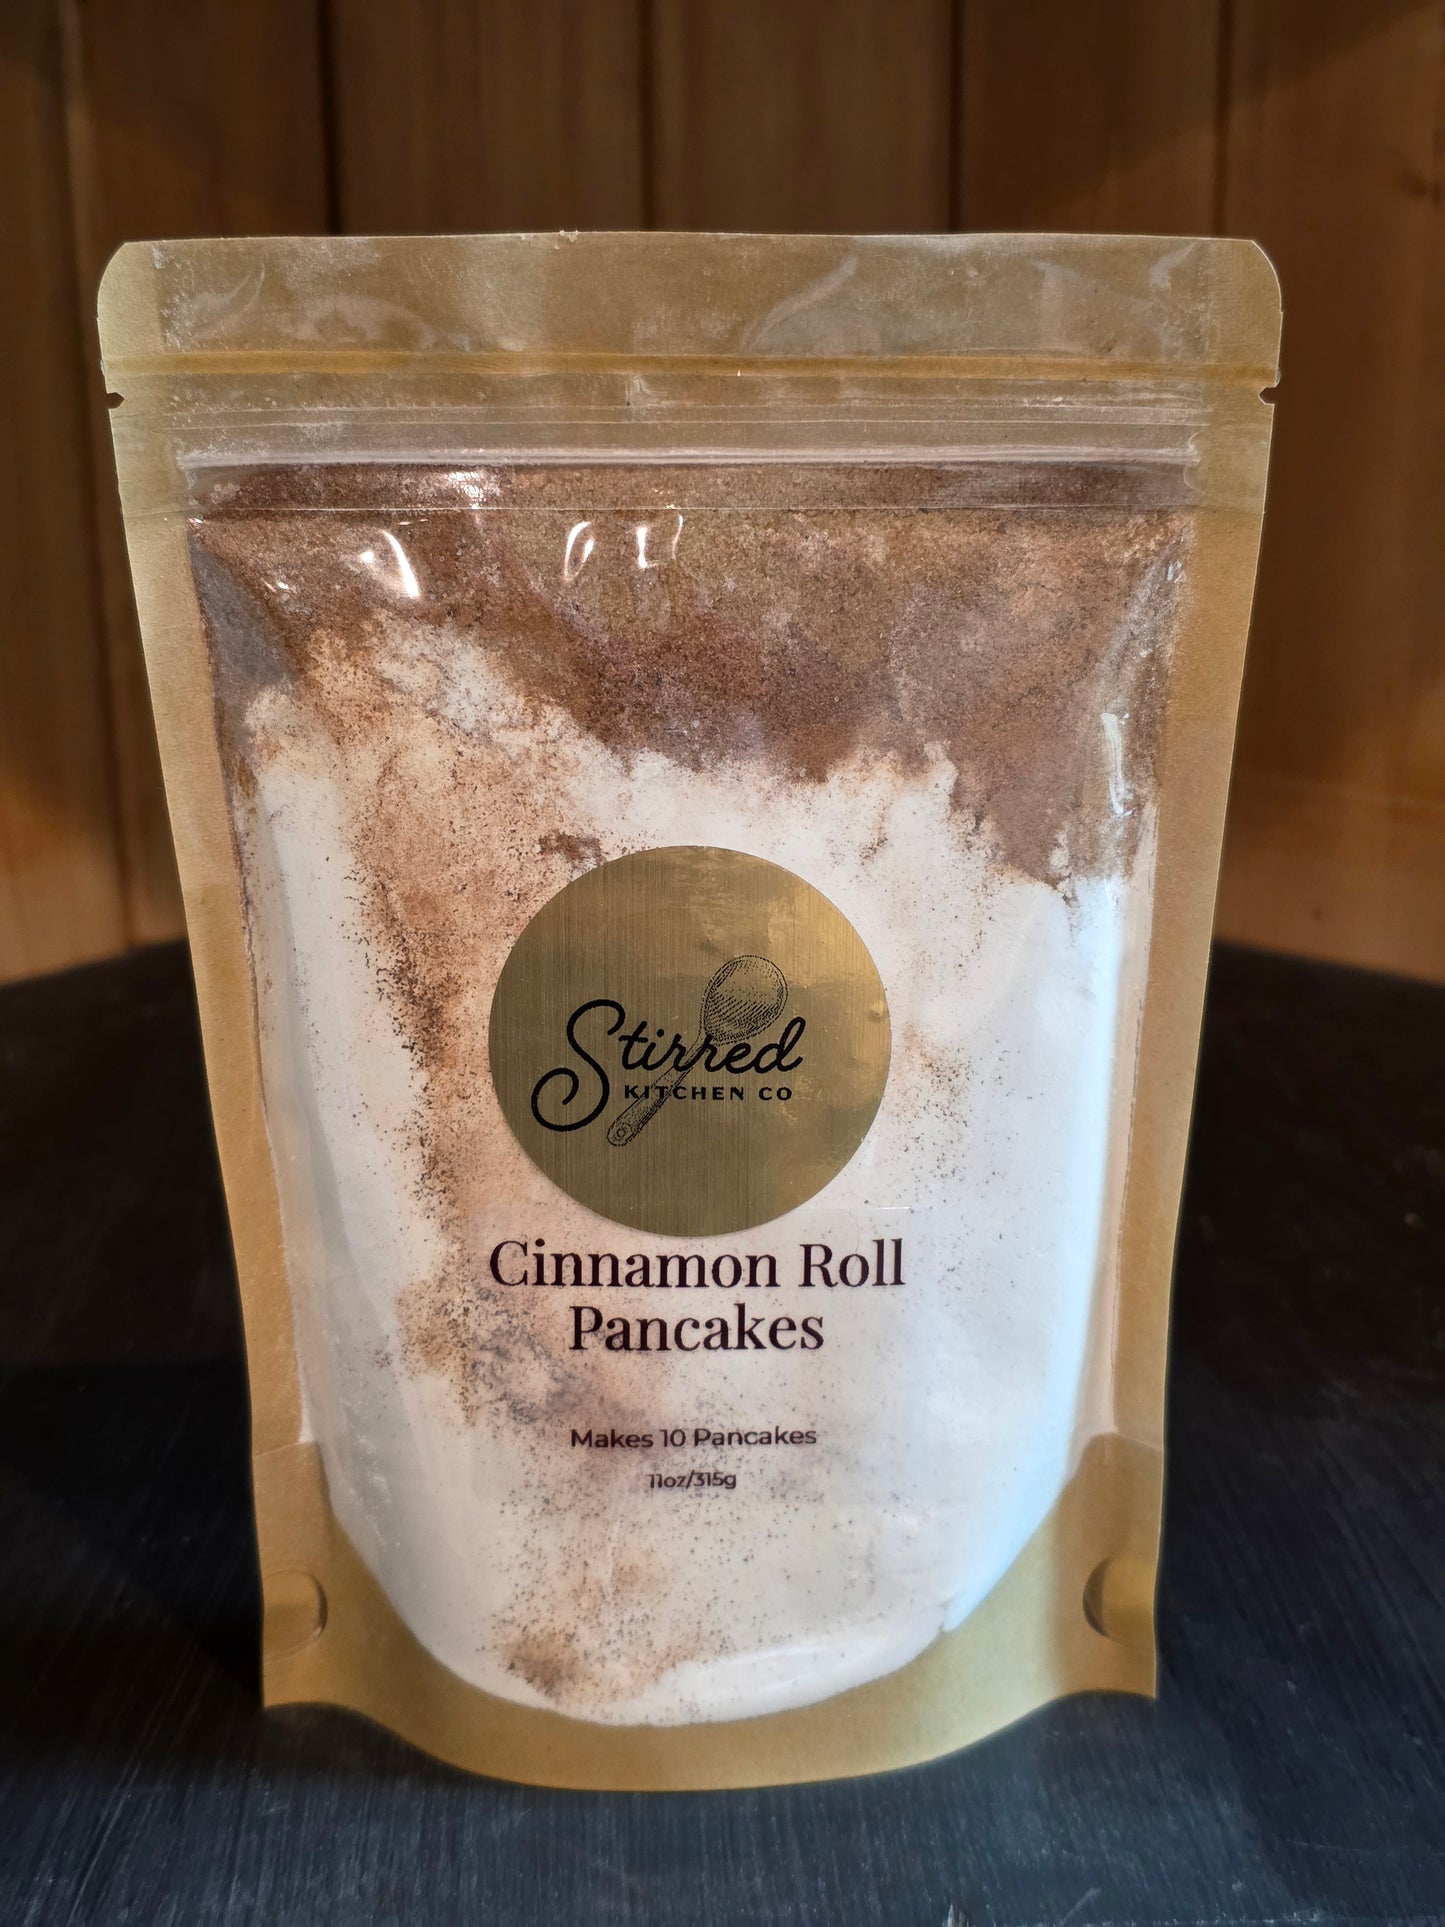 Stirred
KITCHEN CO
Cinnamon Roll
Pancakes
Makes 10 Pancakes
11oz/315g